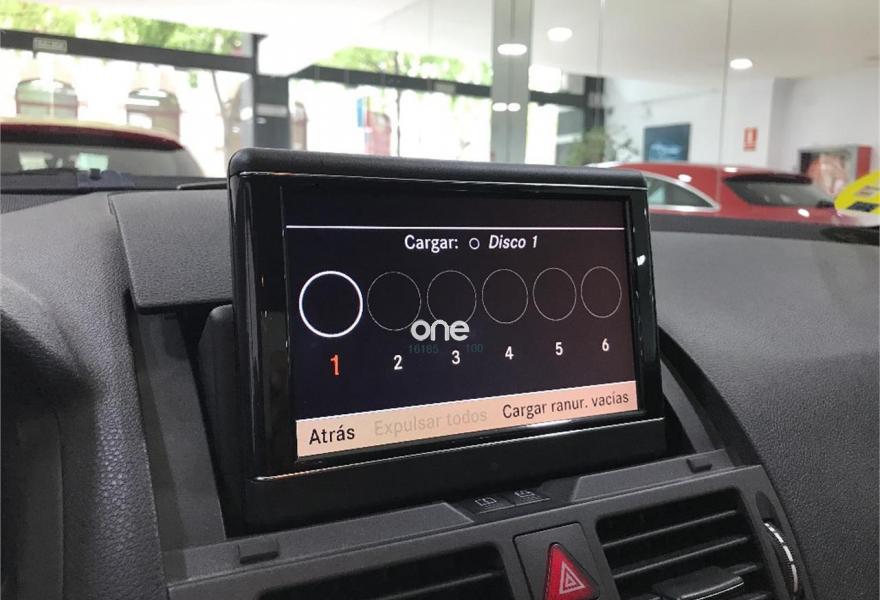 Cargar: Disco 1
1 2 3 4 5 6
one
16185 100
Atrás Expulsar todos Cargar ranur. vacías